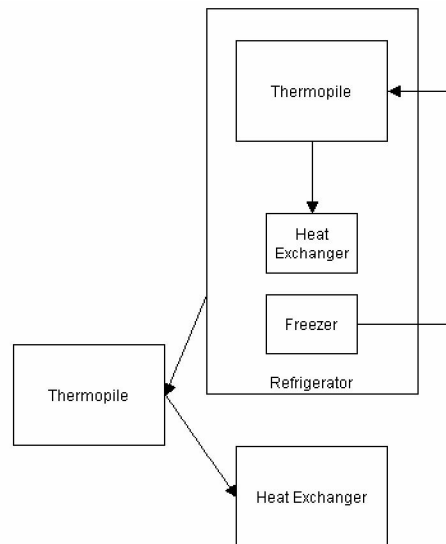 Thermopile
Heat
Exchanger
Freezer
Refrigerator
Thermopile
Heat Exchanger